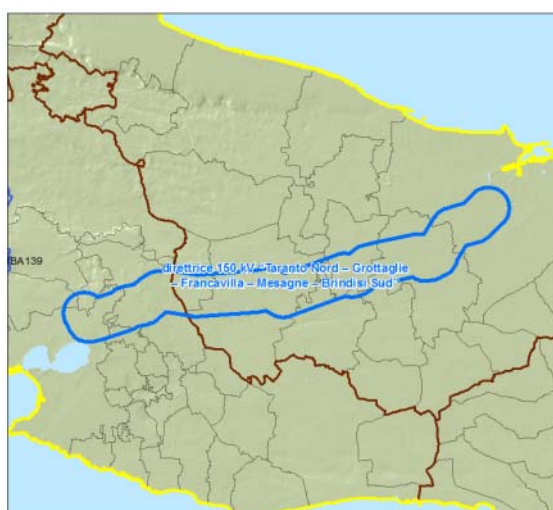 BA139
direttrice 150 kV "Taranto Nord – Grottaglie
– Francavilla – Mesagne – Brindisi Sud"